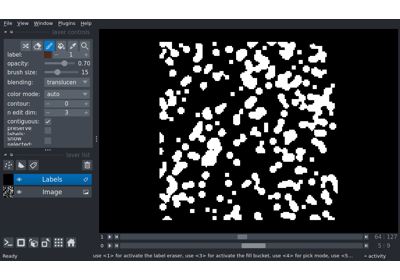 File View Window Plugins Help
layer controls
label: 1
opacity: 0.70
brush size: 15
blending: translucen
color mode: auto
contour: 0
n edit dim: 3
contiguous:
preserve labels:
show selected:
layer list
Labels
Image
1 64 127
0 5 9
Ready use <1> for activate the label eraser, use <3> for activate the fill bucket, use <4> for pick mode, use <5... activity